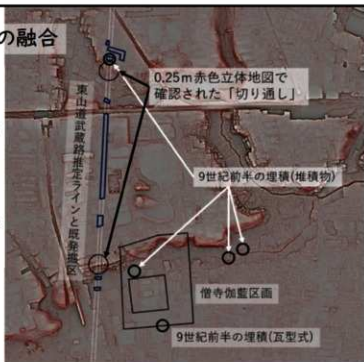 の融合
0.25m赤色立体地図で
確認された「切り通し」
東山道武蔵路推定ラインと既発掘区
9世紀前半の埋積(堆積物)
僧寺伽藍区画
9世紀前半の埋積(瓦型式)